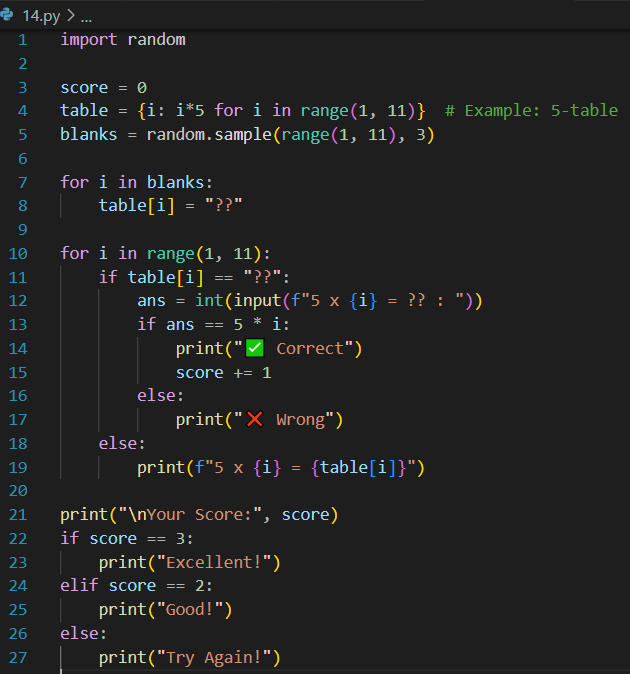 14.py > ...
1 import random
2
3 score = 0
4 table = {i: i*5 for i in range(1, 11)}  # Example: 5-table
5 blanks = random.sample(range(1, 11), 3)
6
7 for i in blanks:
8     table[i] = "??"
9
10 for i in range(1, 11):
11     if table[i] == "??":
12         ans = int(input(f"5 x {i} = ?? : "))
13         if ans == 5 * i:
14             print("✅ Correct")
15             score += 1
16         else:
17             print("❌ Wrong")
18     else:
19         print(f"5 x {i} = {table[i]}")
20
21 print("\nYour Score:", score)
22 if score == 3:
23     print("Excellent!")
24 elif score == 2:
25     print("Good!")
26 else:
27     print("Try Again!")